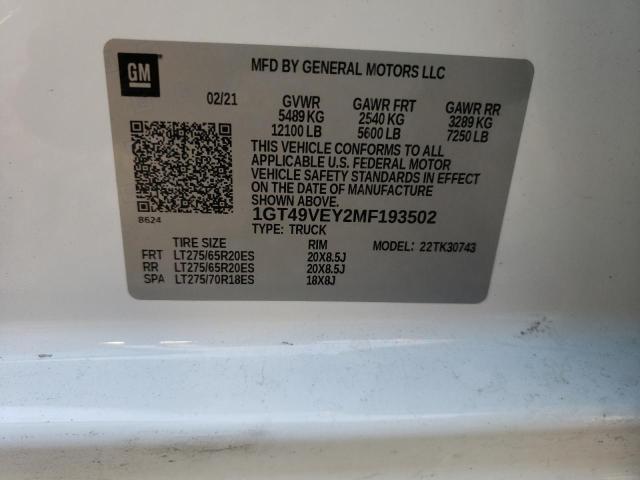 GM
MFD BY GENERAL MOTORS LLC
02/21 GVWR GAWR FRT GAWR RR
5489 KG 2540 KG 3289 KG
12100 LB 5600 LB 7250 LB
THIS VEHICLE CONFORMS TO ALL
APPLICABLE U.S. FEDERAL MOTOR
VEHICLE SAFETY STANDARDS IN EFFECT
ON THE DATE OF MANUFACTURE
SHOWN ABOVE.
8624
1GT49VEY2MF193502
TYPE: TRUCK
TIRE SIZE RIM MODEL: 22TK30743
FRT LT275/65R20ES 20X8.5J
RR LT275/65R20ES 20X8.5J
SPA LT275/70R18ES 18X8J